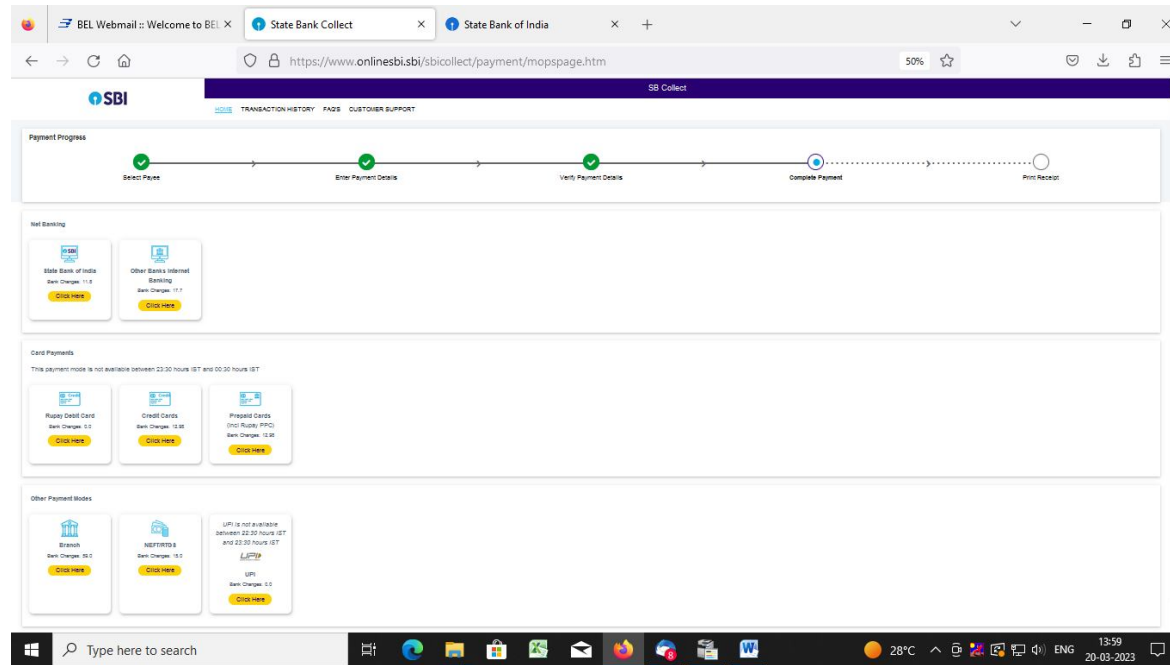 BEL Webmail :: Welcome to BEL
State Bank Collect
State Bank of India
https://www.onlinesbi.sbi/sbicollect/payment/mopspage.htm
50%
SBI
SB Collect
HOME TRANSACTION HISTORY FAQ'S CUSTOMER SUPPORT
Payment Progress
Select Payee
Enter Payment Details
Verify Payment Details
Complete Payment
Print Receipt
Net Banking
State Bank of India
Bank Charges: 11.8
Click Here
Other Banks Internet
Banking
Bank Charges: 17.7
Click Here
Card Payments
This payment mode is not available between 23:30 hours IST and 00:30 hours IST
Rupay Debit Card
Bank Charges: 0.0
Click Here
Credit Cards
Bank Charges: 12.98
Click Here
Prepaid Cards
(incl Rupay PPC)
Bank Charges: 12.98
Click Here
Other Payment Modes
Branch
Bank Charges: 59.0
Click Here
NEFT/RTGS
Bank Charges: 15.0
Click Here
UPI is not available
between 22:30 hours IST
and 23:30 hours IST
UPI
UPI
Bank Charges: 0.0
Click Here
Type here to search
28°C
ENG
13:59
20-03-2023